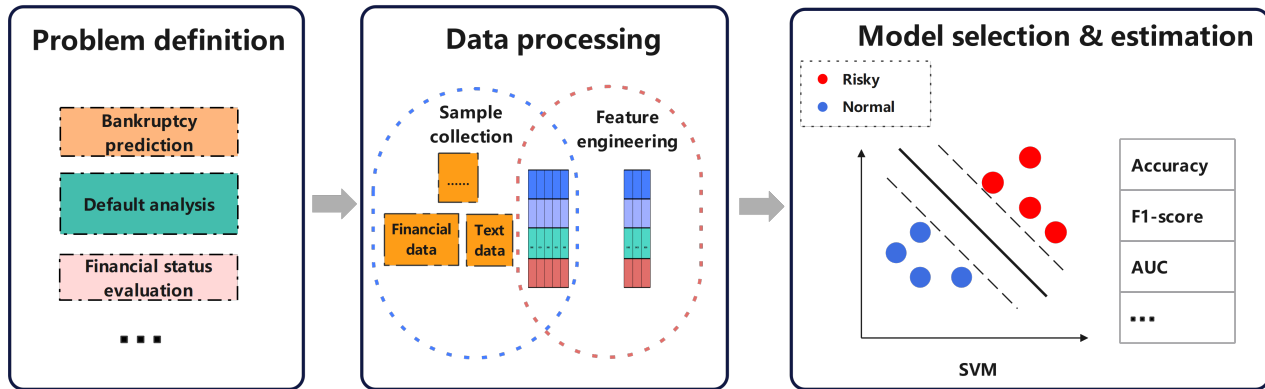 Problem definition
Bankruptcy
prediction
Default analysis
Financial status
evaluation
...
Data processing
Sample
collection
......
Financial
data
Text
data
Feature
engineering
Model selection & estimation
Risky
Normal
SVM
Accuracy
F1-score
AUC
...